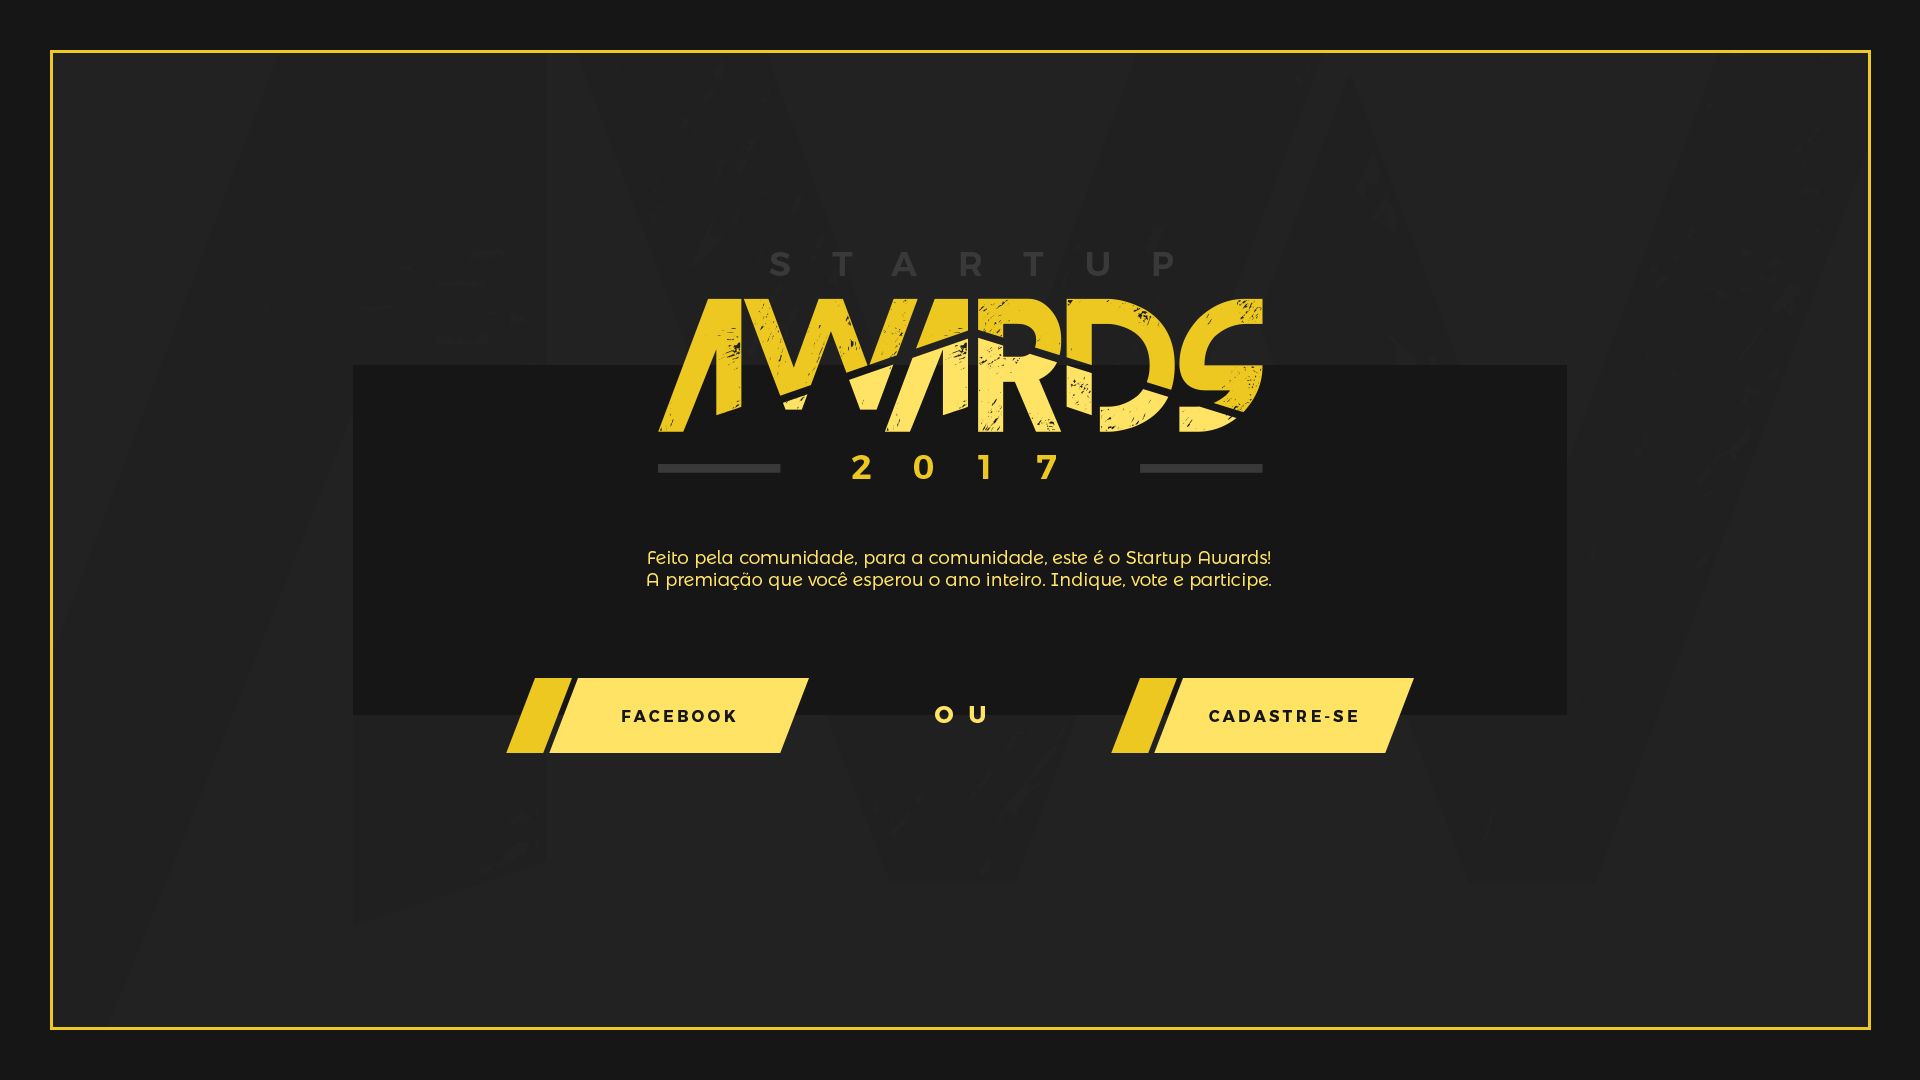 STARTUP
AWARDS
2017
Feito pela comunidade, para a comunidade, este é o Startup Awards!
A premiação que você esperou o ano inteiro. Indique, vote e participe.
FACEBOOK
OU
CADASTRE-SE